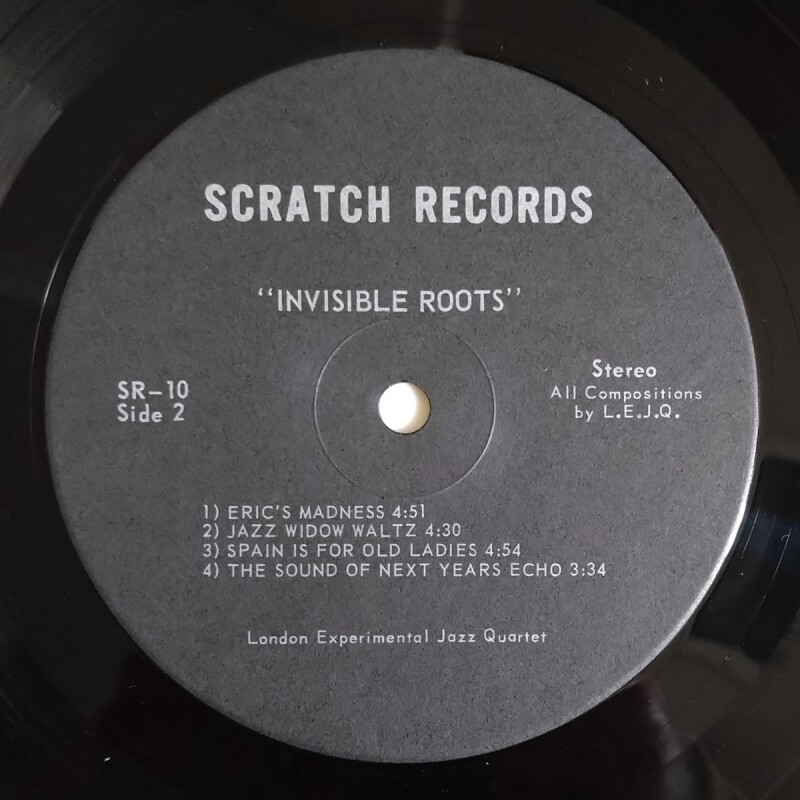 SCRATCH RECORDS
“INVISIBLE ROOTS”
SR-10
Side 2
Stereo
All Compositions
by L.E.J.Q.
1) ERIC'S MADNESS 4:51
2) JAZZ WIDOW WALTZ 4:30
3) SPAIN IS FOR OLD LADIES 4:54
4) THE SOUND OF NEXT YEARS ECHO 3:34
London Experimental Jazz Quartet